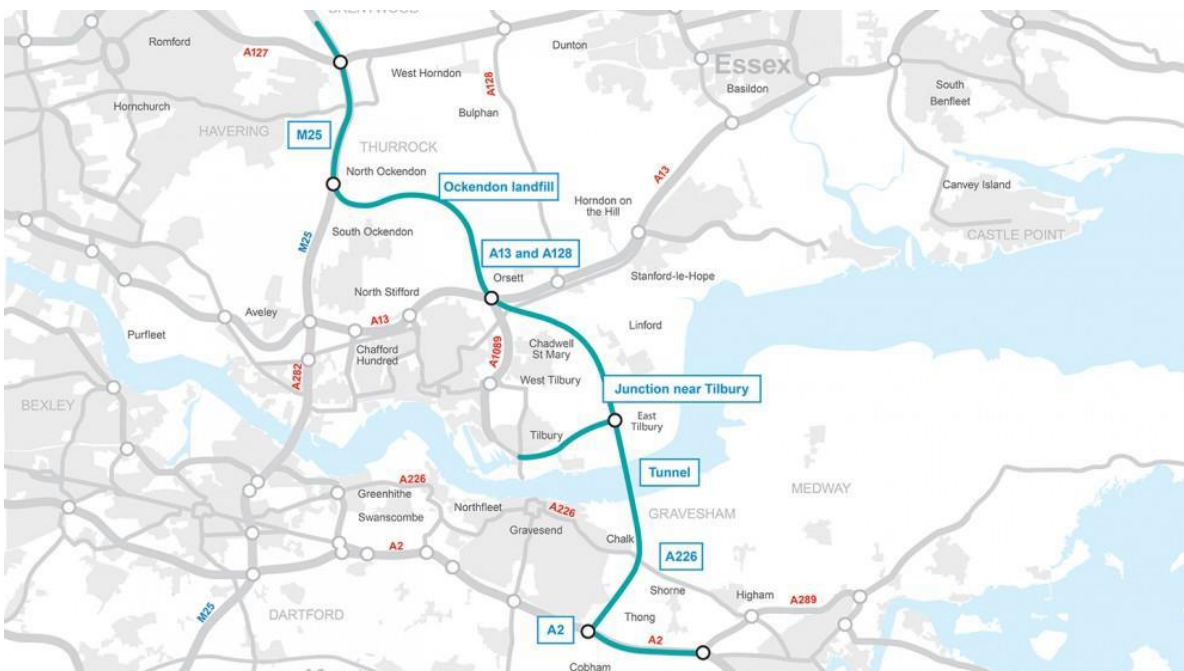 BRENTWOOD
Romford
A127
Dunton
West Horndon
A128
Essex
Basildon
South
Benfleet
Hornchurch
Bulphan
HAVERING
M25
THURROCK
North Ockendon
A13
Ockendon landfill
Canvey Island
Horndon on
the Hill
M25
South Ockendon
CASTLE POINT
A13 and A128
Orsett
Stanford-le-Hope
North Stifford
Aveley
A13
Linford
Purfleet
Chafford
Hundred
A1089
Chadwell
St Mary
A282
West Tilbury
Junction near Tilbury
BEXLEY
East
Tilbury
Tilbury
Tunnel
A226
MEDWAY
Greenhithe
Northfleet
A226
GRAVESHAM
Swanscombe
Gravesend
Chalk
A2
A226
Shorne
Higham
A289
M25
DARTFORD
Thong
A2
A2
Cobham